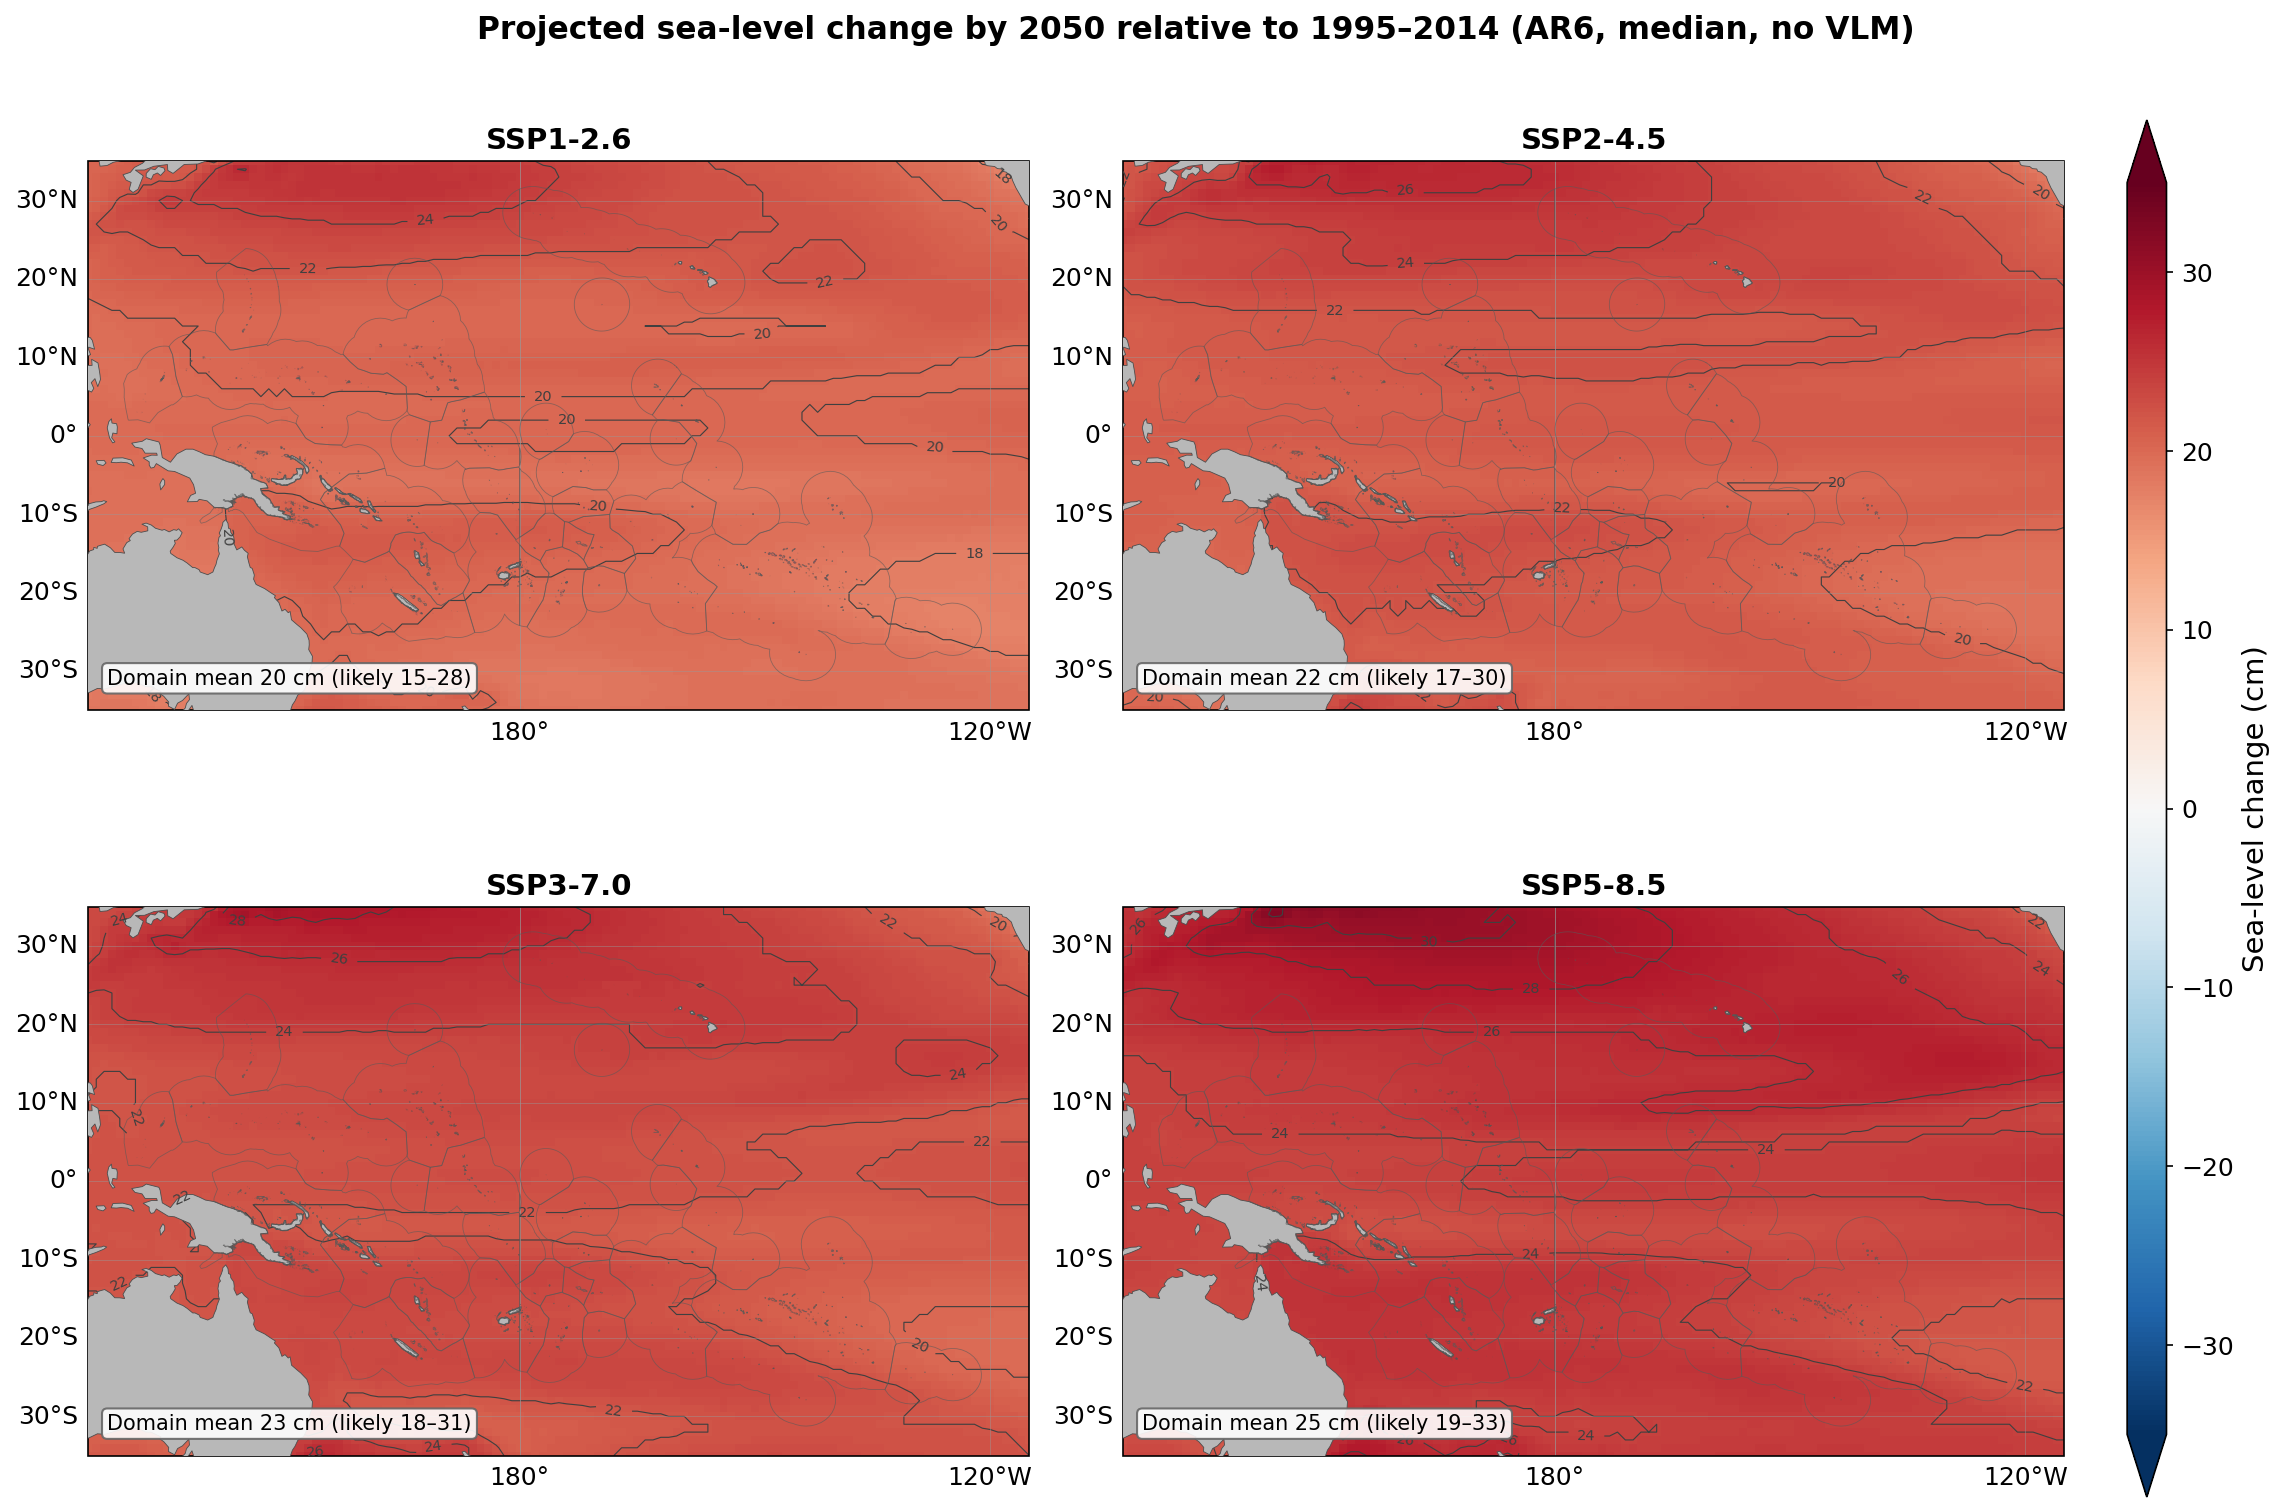 Projected sea-level change by 2050 relative to 1995–2014 (AR6, median, no VLM)
SSP1-2.6
30°N
20°N
10°N
0°
10°S
20°S
30°S
18
20
24
22
22
20
20
20
20
20
20
18
18
Domain mean 20 cm (likely 15–28)
180°
120°W
SSP2-4.5
30°N
20°N
10°N
0°
10°S
20°S
30°S
26
22
20
24
22
20
22
20
20
Domain mean 22 cm (likely 17–30)
180°
120°W
SSP3-7.0
30°N
20°N
10°N
0°
10°S
20°S
30°S
24
28
22
20
26
24
24
22
22
22
22
22
20
22
24
26
Domain mean 23 cm (likely 18–31)
180°
120°W
SSP5-8.5
30°N
20°N
10°N
0°
10°S
20°S
30°S
26
22
30
24
26
28
26
24
24
24
24
22
24
Domain mean 25 cm (likely 19–33)
180°
120°W
30
20
10
0
−10
−20
−30
Sea-level change (cm)